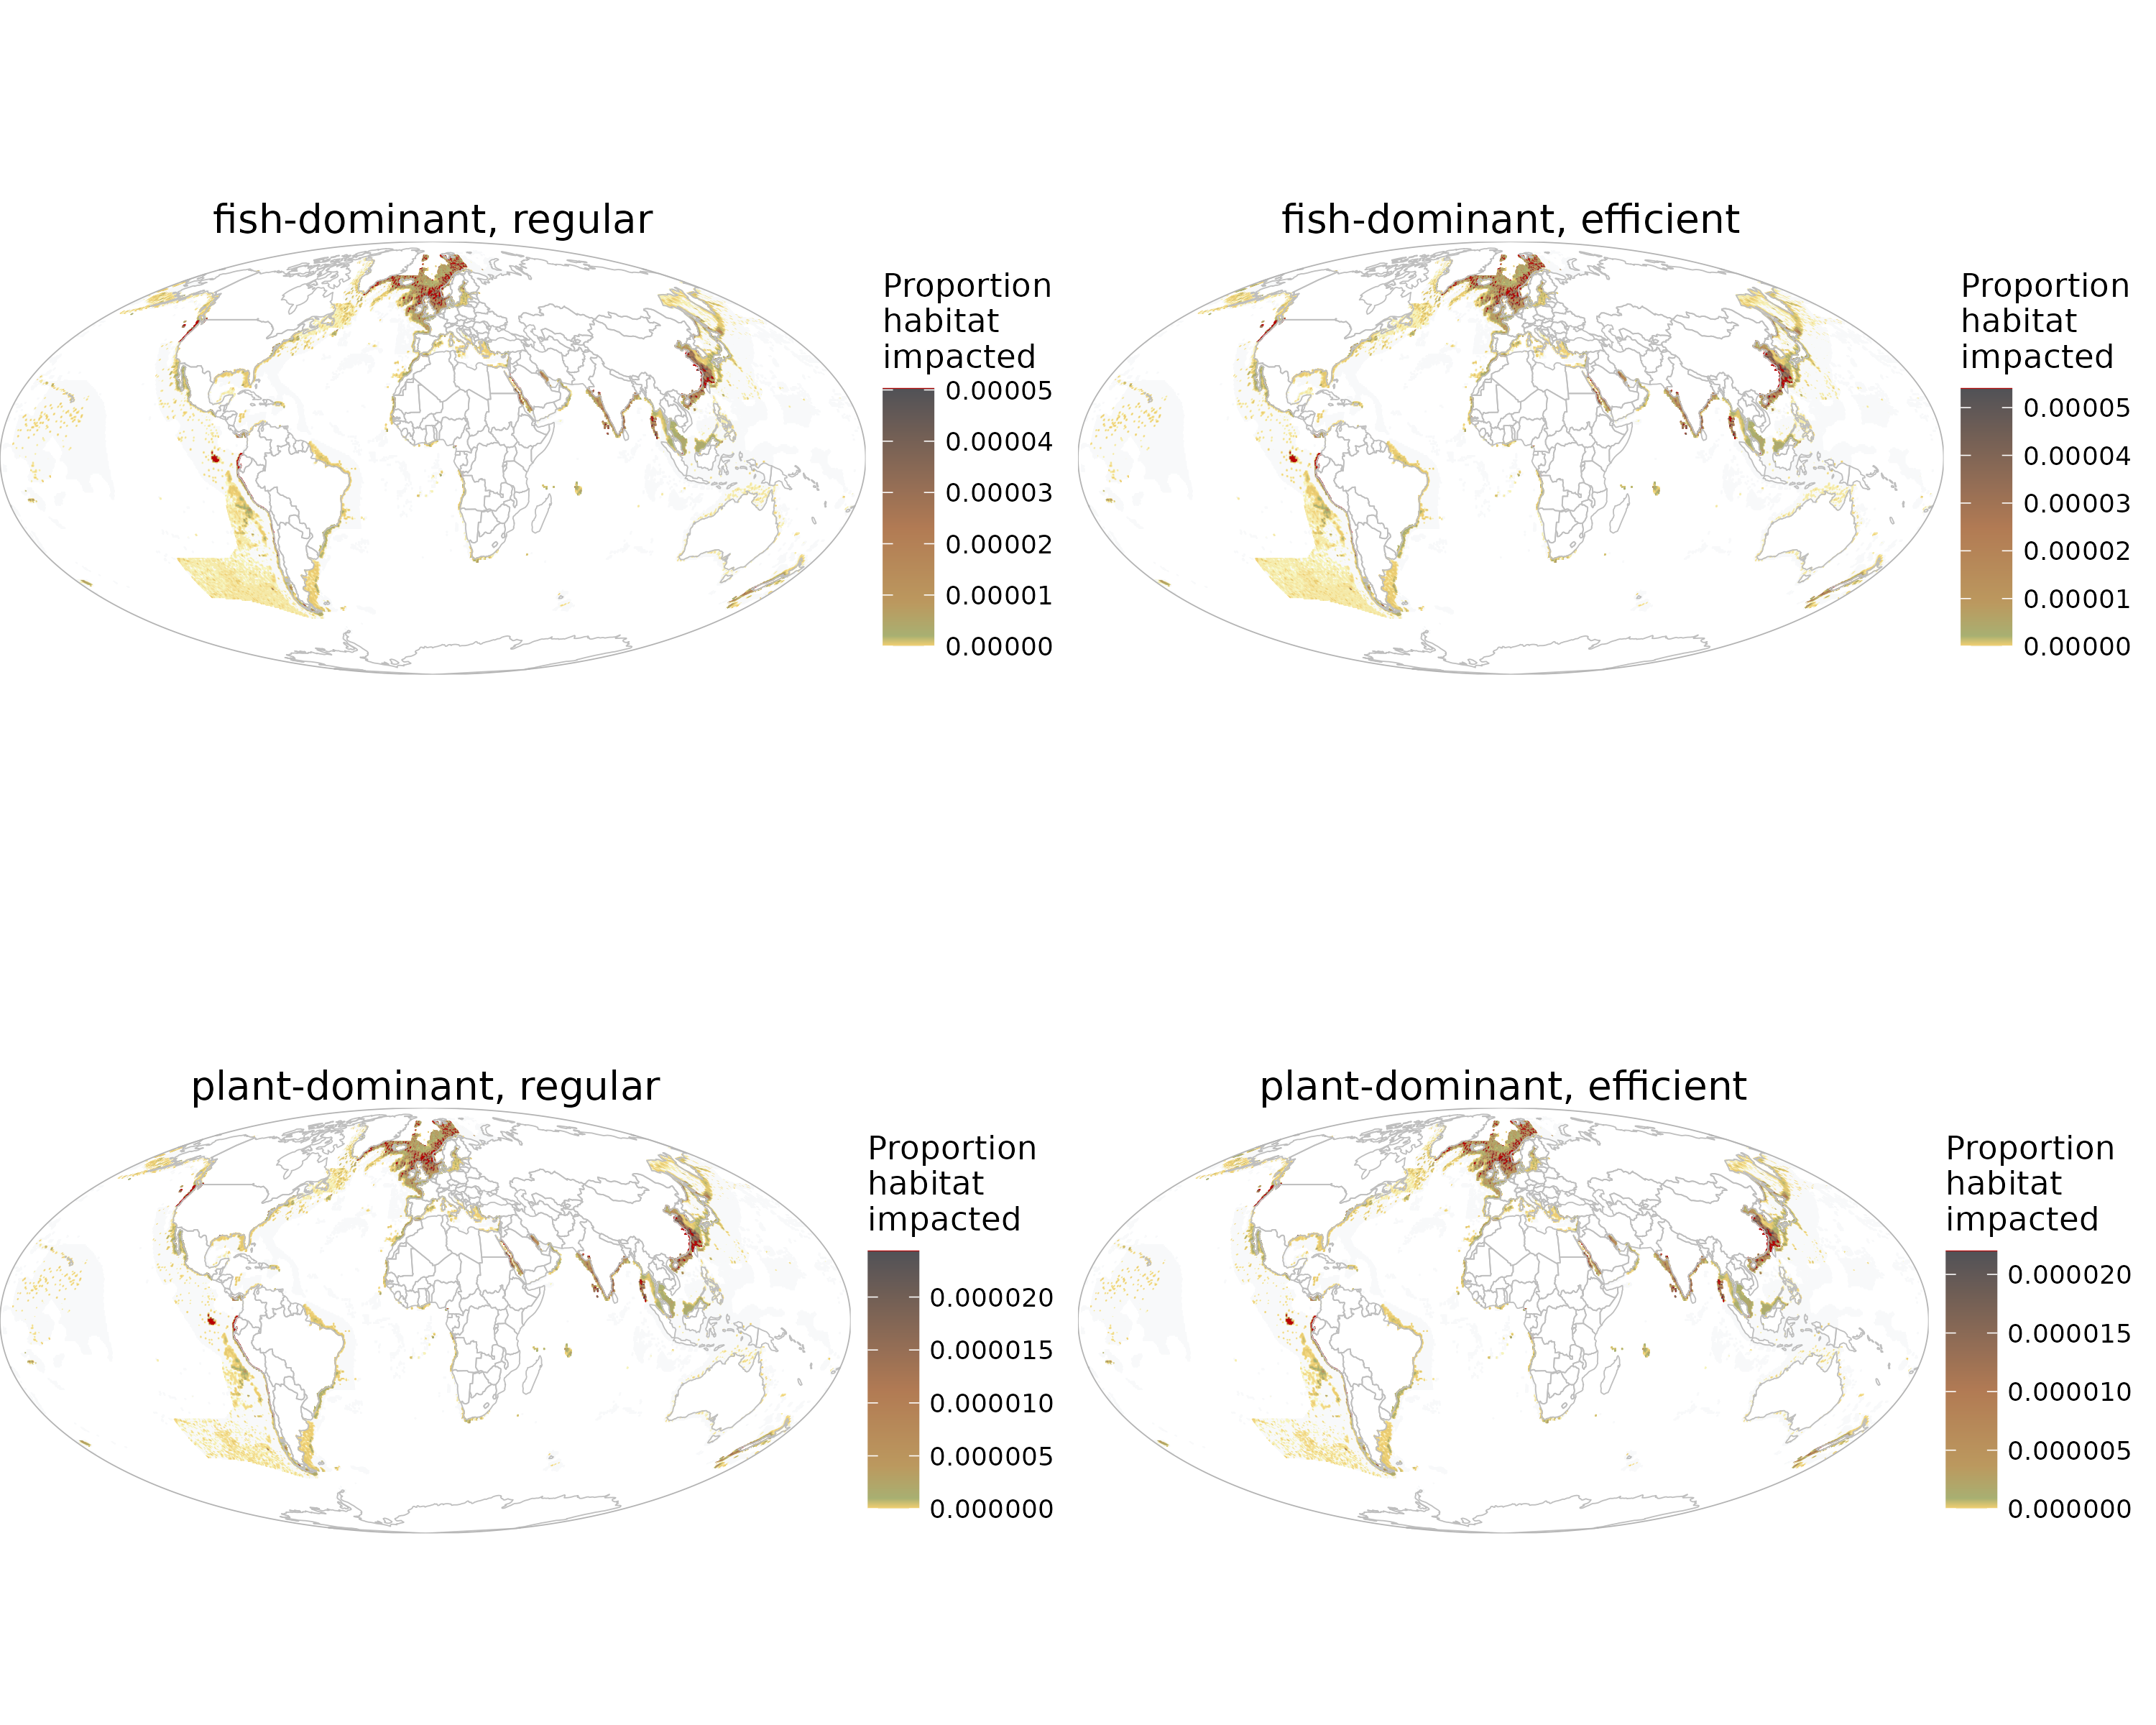 fish-dominant, regular
Proportion
habitat
impacted
0.00005
0.00004
0.00003
0.00002
0.00001
0.00000
fish-dominant, efficient
Proportion
habitat
impacted
0.00005
0.00004
0.00003
0.00002
0.00001
0.00000
plant-dominant, regular
Proportion
habitat
impacted
0.000020
0.000015
0.000010
0.000005
0.000000
plant-dominant, efficient
Proportion
habitat
impacted
0.000020
0.000015
0.000010
0.000005
0.000000